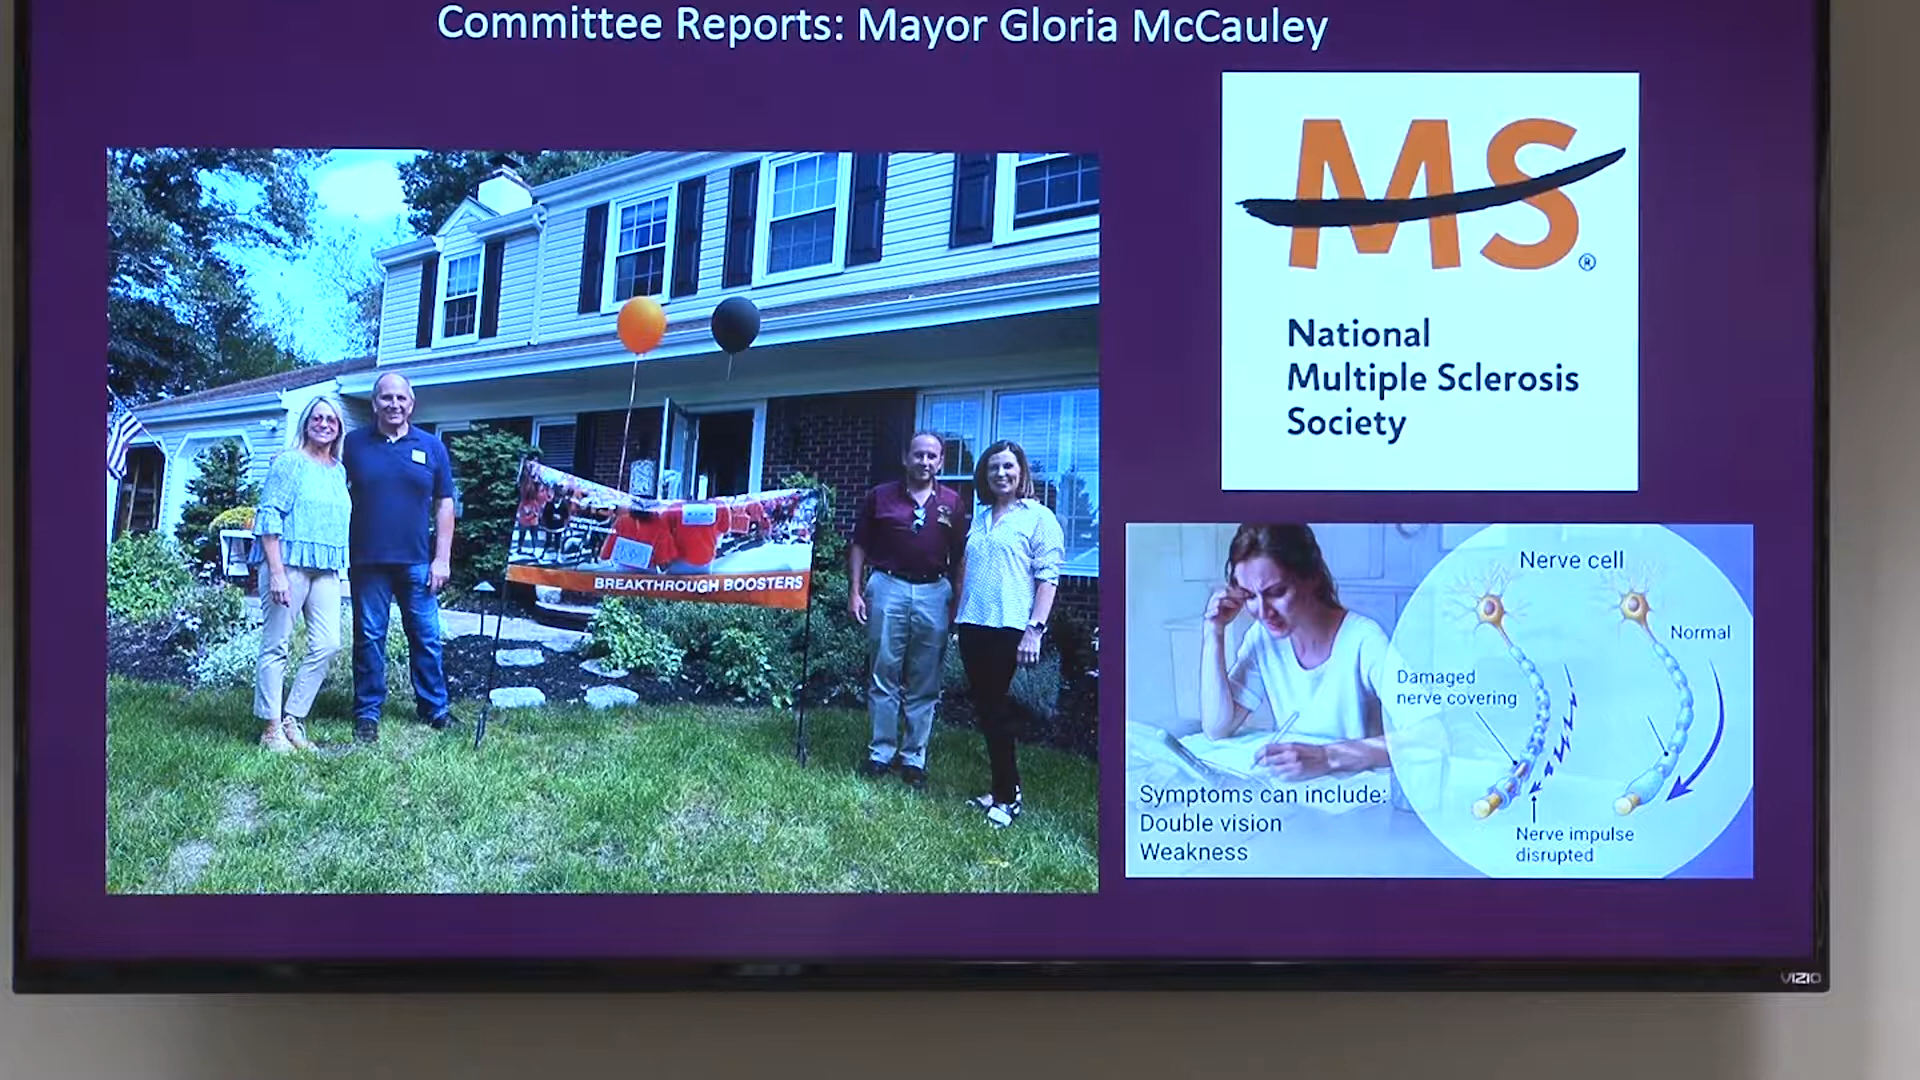 Committee Reports: Mayor Gloria McCauley
MS®
National
Multiple Sclerosis
Society
BREAKTHROUGH BOOSTERS
Nerve cell
Normal
Damaged
nerve covering
Symptoms can include:
Double vision
Weakness
Nerve impulse
disrupted
VIZIO